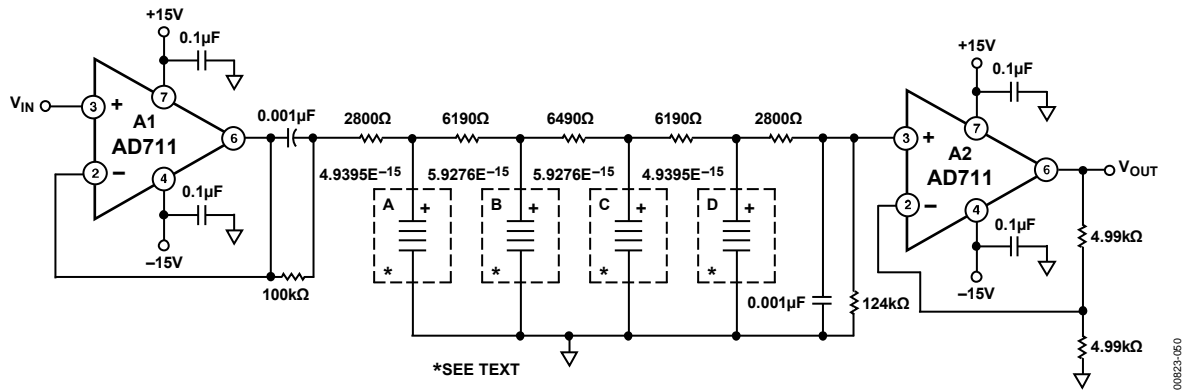 +15V
0.1µF
7
VIN
3
+
A1
AD711
6
2
–
4
0.1µF
–15V
0.001µF
100kΩ
2800Ω
6190Ω
6490Ω
6190Ω
2800Ω
4.9395E–15
5.9276E–15
5.9276E–15
4.9395E–15
A
+
*
B
+
*
C
+
*
D
+
*
*SEE TEXT
0.001µF
124kΩ
+15V
0.1µF
7
3
+
A2
AD711
6
VOUT
2
–
4
0.1µF
–15V
4.99kΩ
4.99kΩ
00823-050